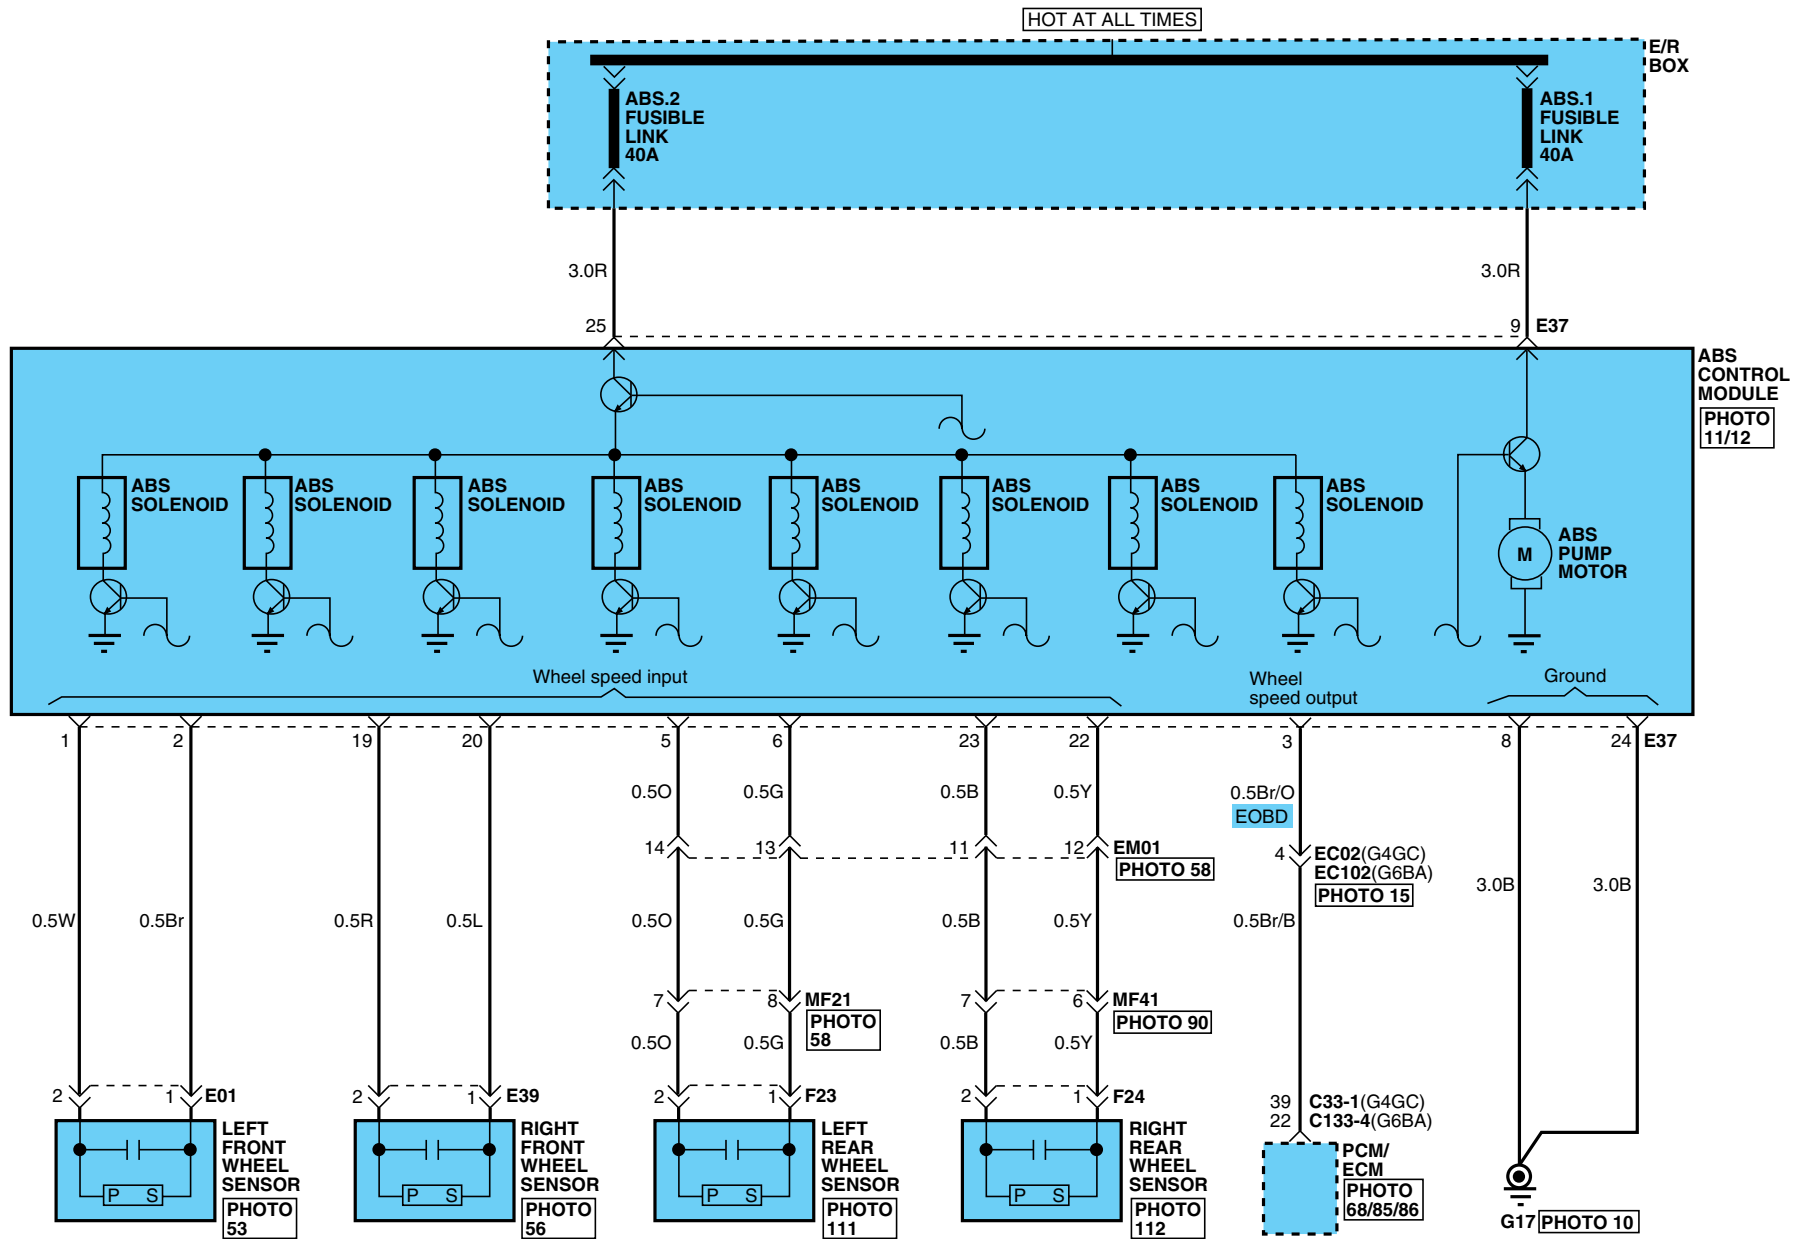 HOT AT ALL TIMES
E/R
BOX
ABS.2
FUSIBLE
LINK
40A
ABS.1
FUSIBLE
LINK
40A
3.0R
3.0R
25
9 E37
ABS
CONTROL
MODULE
PHOTO
11/12
ABS
SOLENOID
ABS
SOLENOID
ABS
SOLENOID
ABS
SOLENOID
ABS
SOLENOID
ABS
SOLENOID
ABS
SOLENOID
ABS
SOLENOID
M
ABS
PUMP
MOTOR
Wheel speed input
Wheel
speed output
Ground
1 2 19 20 5 6 23 22 3 8 24 E37
0.5O 0.5G 0.5B 0.5Y 0.5Br/O
EOBD
14 13 11 12 EM01
PHOTO 58
4 EC02(G4GC)
EC102(G6BA)
PHOTO 15
3.0B 3.0B
0.5W 0.5Br 0.5R 0.5L 0.5O 0.5G 0.5B 0.5Y 0.5Br/B
7 8 MF21
PHOTO
58
7 6 MF41
PHOTO 90
0.5O 0.5G 0.5B 0.5Y
2 1 E01
2 1 E39
2 1 F23
2 1 F24
39 C33-1(G4GC)
22 C133-4(G6BA)
P S
LEFT
FRONT
WHEEL
SENSOR
PHOTO
53
P S
RIGHT
FRONT
WHEEL
SENSOR
PHOTO
56
P S
LEFT
REAR
WHEEL
SENSOR
PHOTO
111
P S
RIGHT
REAR
WHEEL
SENSOR
PHOTO
112
PCM/
ECM
PHOTO
68/85/86
G17 PHOTO 10